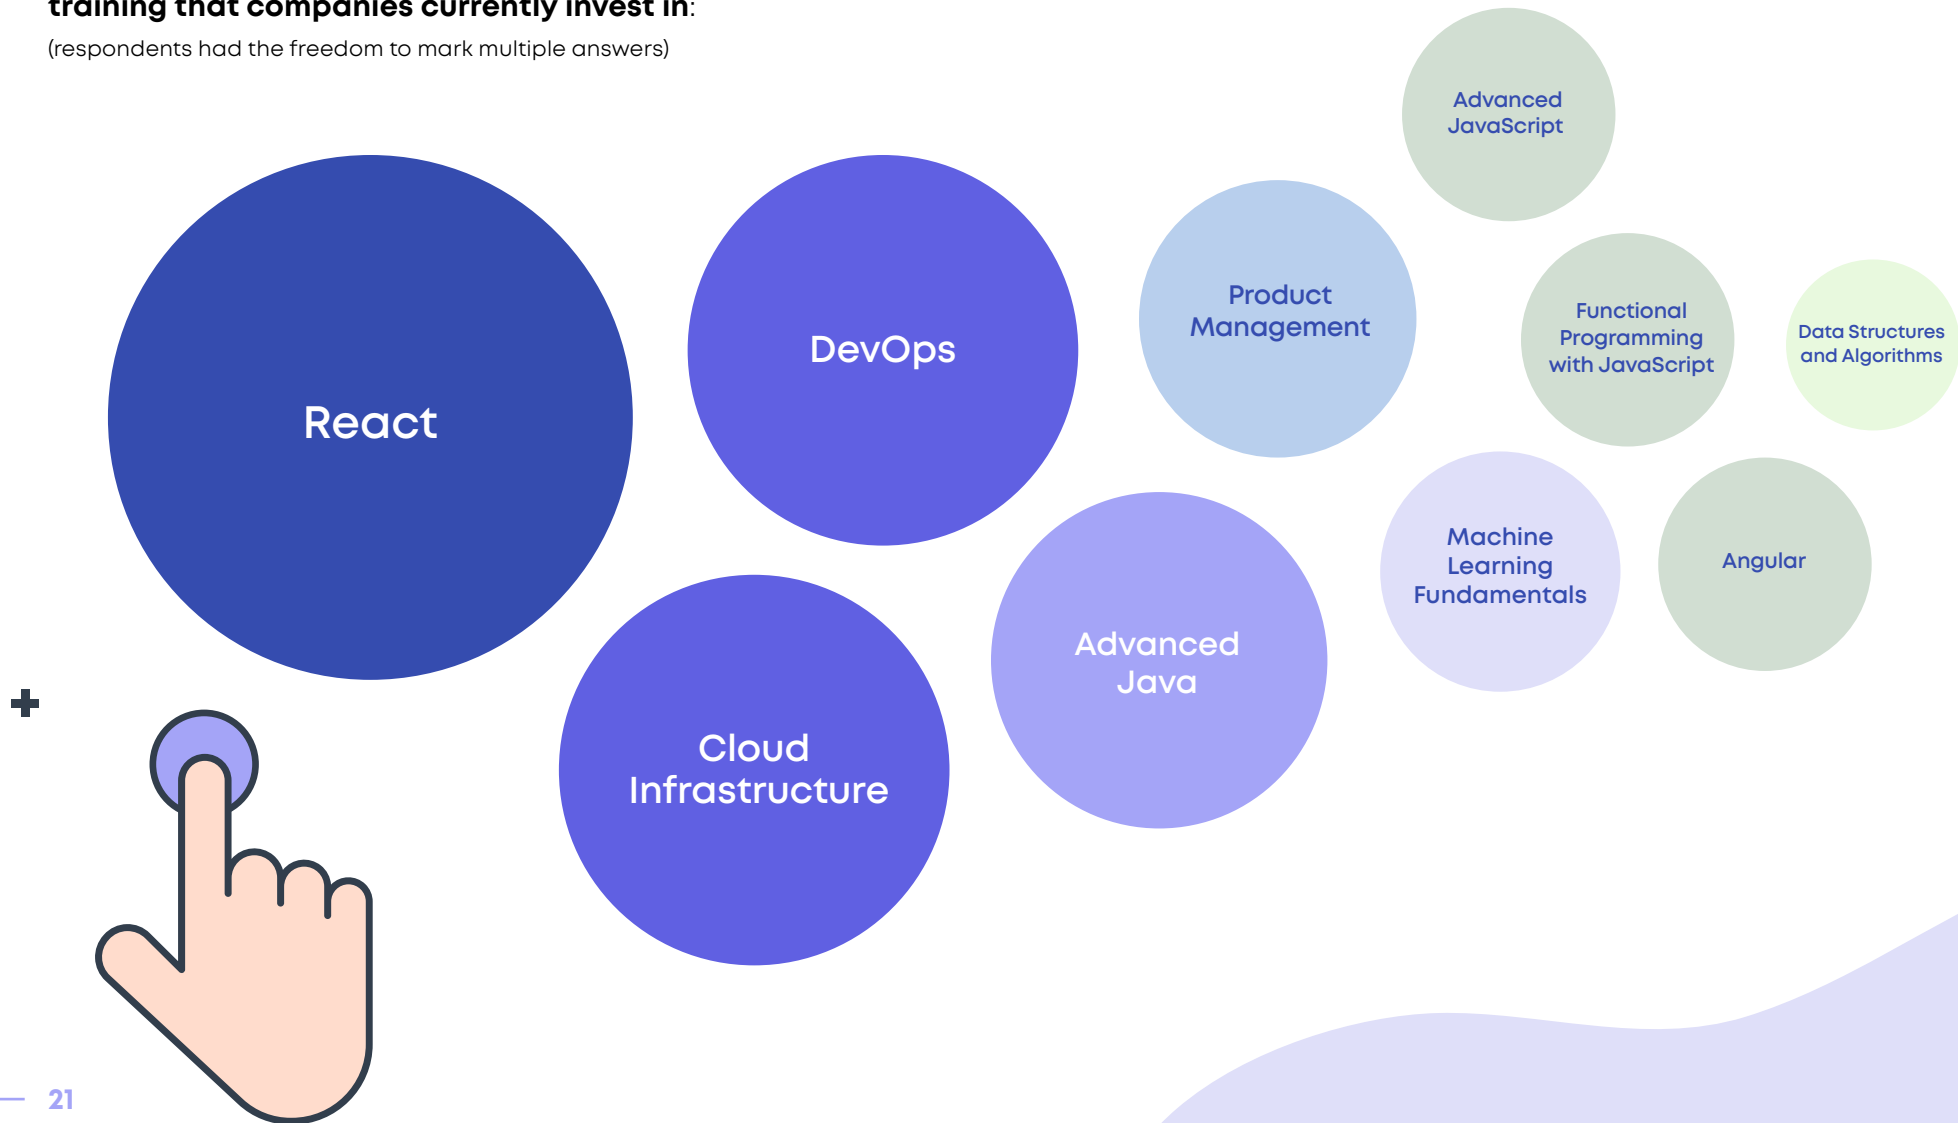 training that companies currently invest in:
(respondents had the freedom to mark multiple answers)
React
DevOps
Cloud
Infrastructure
Product
Management
Advanced
Java
Advanced
JavaScript
Functional
Programming
with JavaScript
Machine
Learning
Fundamentals
Angular
Data Structures
and Algorithms
21